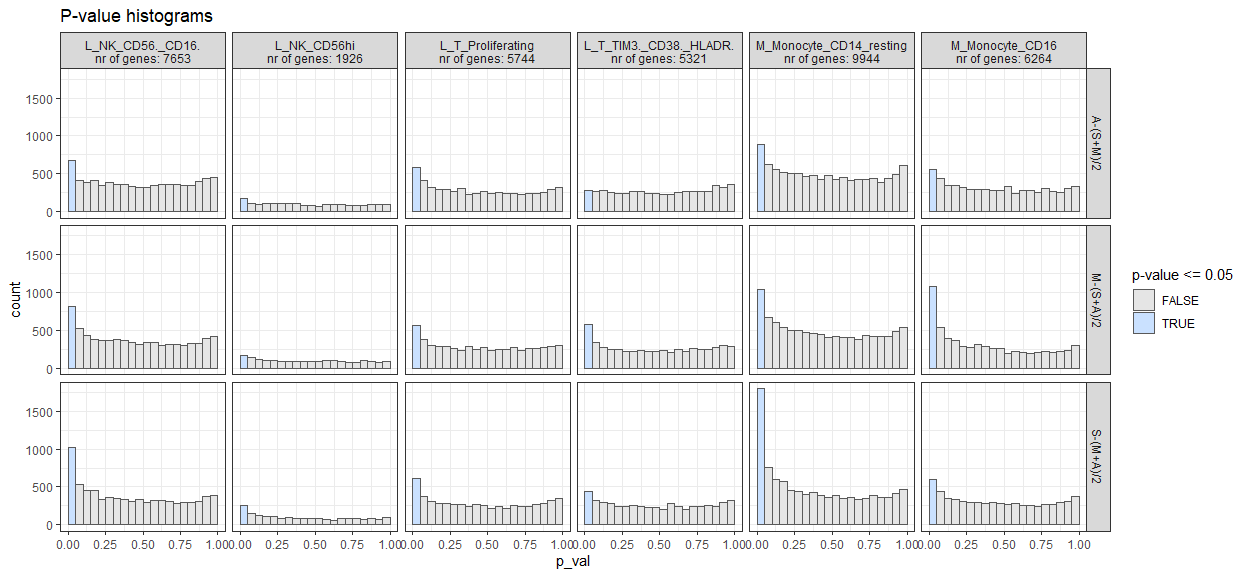 P-value histograms
L_NK_CD56._CD16.
nr of genes: 7653
L_NK_CD56hi
nr of genes: 1926
L_T_Proliferating
nr of genes: 5744
L_T_TIM3._CD38._HLADR.
nr of genes: 5321
M_Monocyte_CD14_resting
nr of genes: 9944
M_Monocyte_CD16
nr of genes: 6264
1500
1000
500
0
A-(S+M)/2
1500
1000
500
0
M-(S+A)/2
1500
1000
500
0
S-(M+A)/2
count
0.00 0.25 0.50 0.75 1.00
0.00 0.25 0.50 0.75 1.00
0.00 0.25 0.50 0.75 1.00
0.00 0.25 0.50 0.75 1.00
0.00 0.25 0.50 0.75 1.00
0.00 0.25 0.50 0.75 1.00
p_val
p-value <= 0.05
FALSE
TRUE